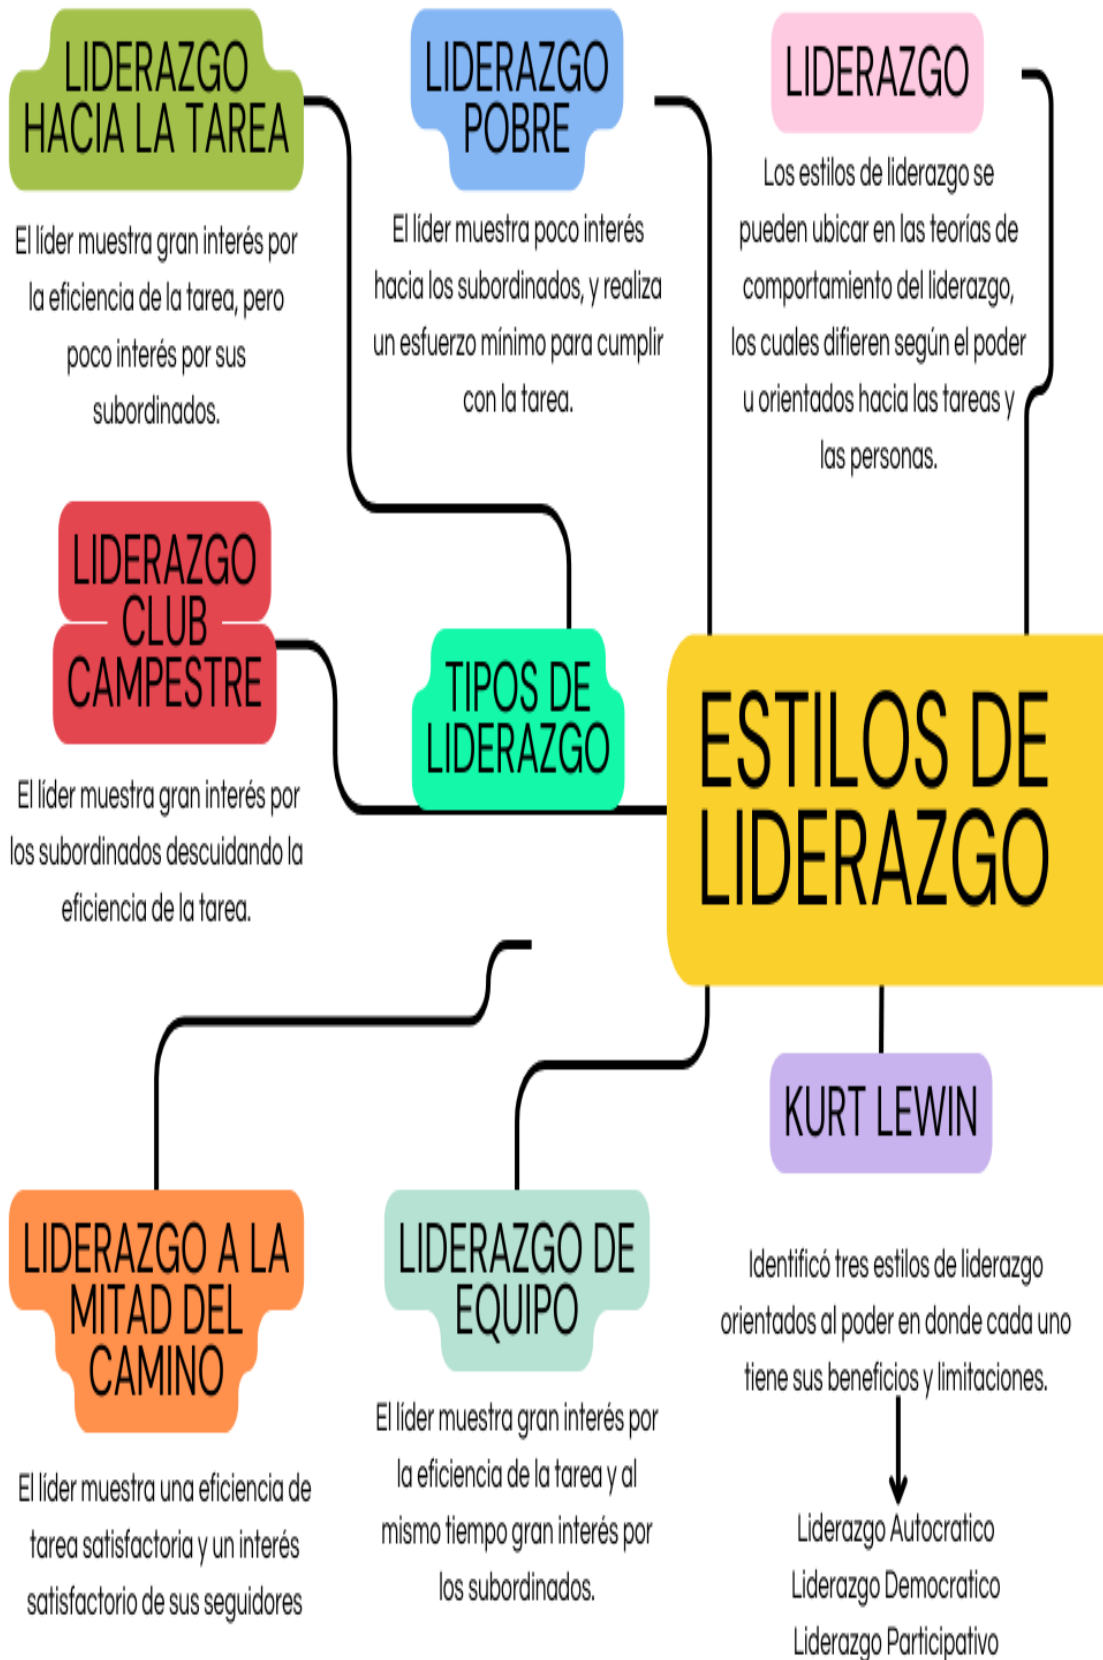 LIDERAZGO
HACIA LA TAREA
El líder muestra gran interés por
la eficiencia de la tarea, pero
poco interés por sus
subordinados.
LIDERAZGO
POBRE
El líder muestra poco interés
hacia los subordinados, y realiza
un esfuerzo mínimo para cumplir
con la tarea.
LIDERAZGO
Los estilos de liderazgo se
pueden ubicar en las teorías de
comportamiento del liderazgo,
los cuales difieren según el poder
u orientados hacia las tareas y
las personas.
LIDERAZGO
CLUB
CAMPESTRE
El líder muestra gran interés por
los subordinados descuidando la
eficiencia de la tarea.
TIPOS DE
LIDERAZGO
ESTILOS DE
LIDERAZGO
LIDERAZGO A LA
MITAD DEL
CAMINO
El líder muestra una eficiencia de
tarea satisfactoria y un interés
satisfactorio de sus seguidores
LIDERAZGO DE
EQUIPO
El líder muestra gran interés por
la eficiencia de la tarea y al
mismo tiempo gran interés por
los subordinados.
KURT LEWIN
Identificó tres estilos de liderazgo
orientados al poder en donde cada uno
tiene sus beneficios y limitaciones.
Liderazgo Autocratico
Liderazgo Democratico
Liderazgo Participativo